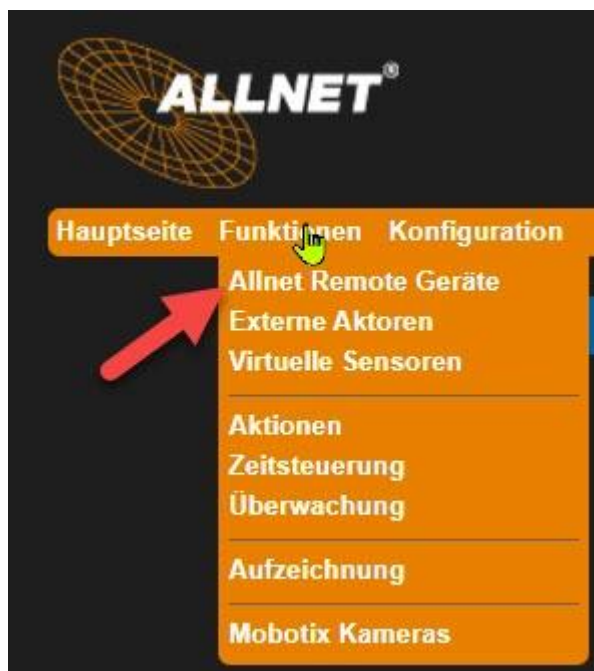 ALLNET®
Hauptseite Funktionen Konfiguration
Allnet Remote Geräte
Externe Aktoren
Virtuelle Sensoren
Aktionen
Zeitsteuerung
Überwachung
Aufzeichnung
Mobotix Kameras